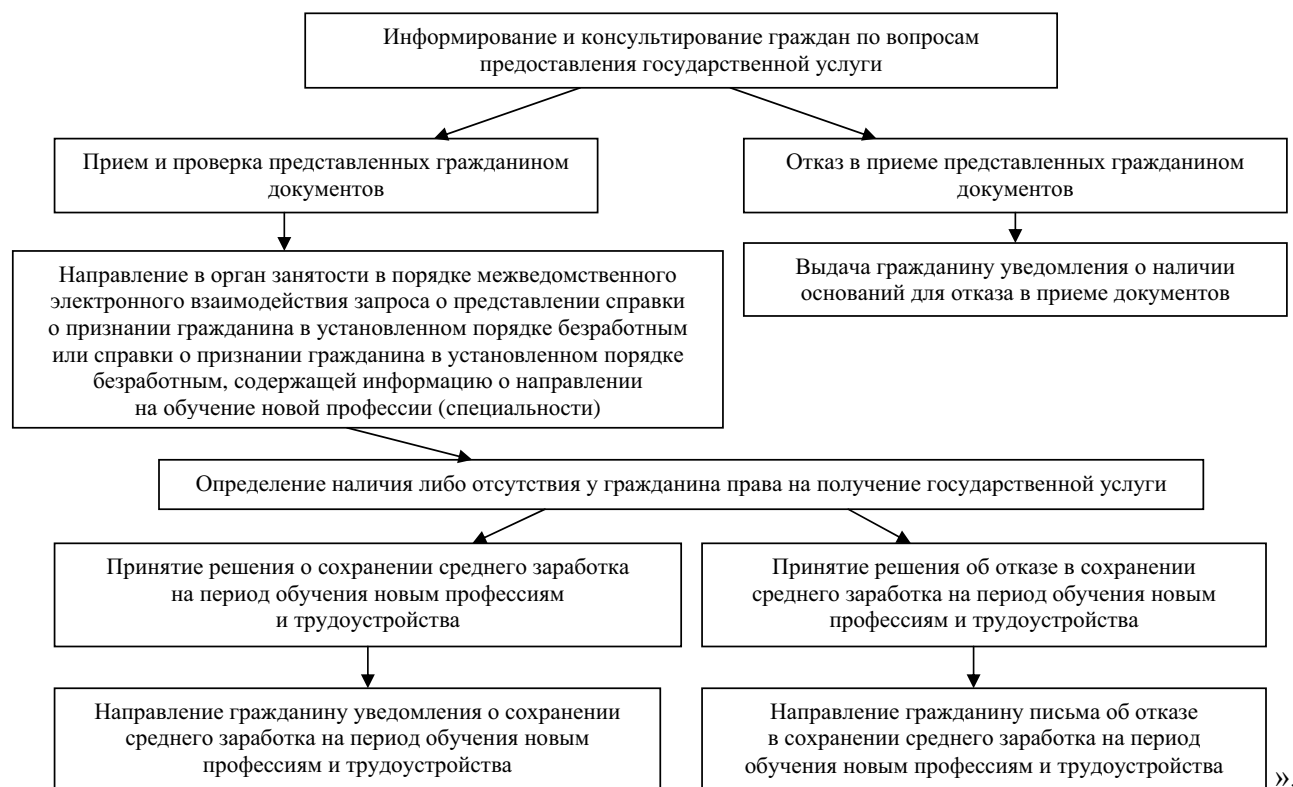 Информирование и консультирование граждан по вопросам
предоставления государственной услуги
Прием и проверка представленных гражданином
документов
Отказ в приеме представленных гражданином
документов
Направление в орган занятости в порядке межведомственного
электронного взаимодействия запроса о представлении справки
о признании гражданина в установленном порядке безработным
или справки о признании гражданина в установленном порядке
безработным, содержащей информацию о направлении
на обучение новой профессии (специальности)
Выдача гражданину уведомления о наличии
оснований для отказа в приеме документов
Определение наличия либо отсутствия у гражданина права на получение государственной услуги
Принятие решения о сохранении среднего заработка
на период обучения новым профессиям
и трудоустройства
Принятие решения об отказе в сохранении
среднего заработка на период обучения новым
профессиям и трудоустройства
Направление гражданину уведомления о сохранении
среднего заработка на период обучения новым
профессиям и трудоустройства
Направление гражданину письма об отказе
в сохранении среднего заработка на период
обучения новым профессиям и трудоустройства
».